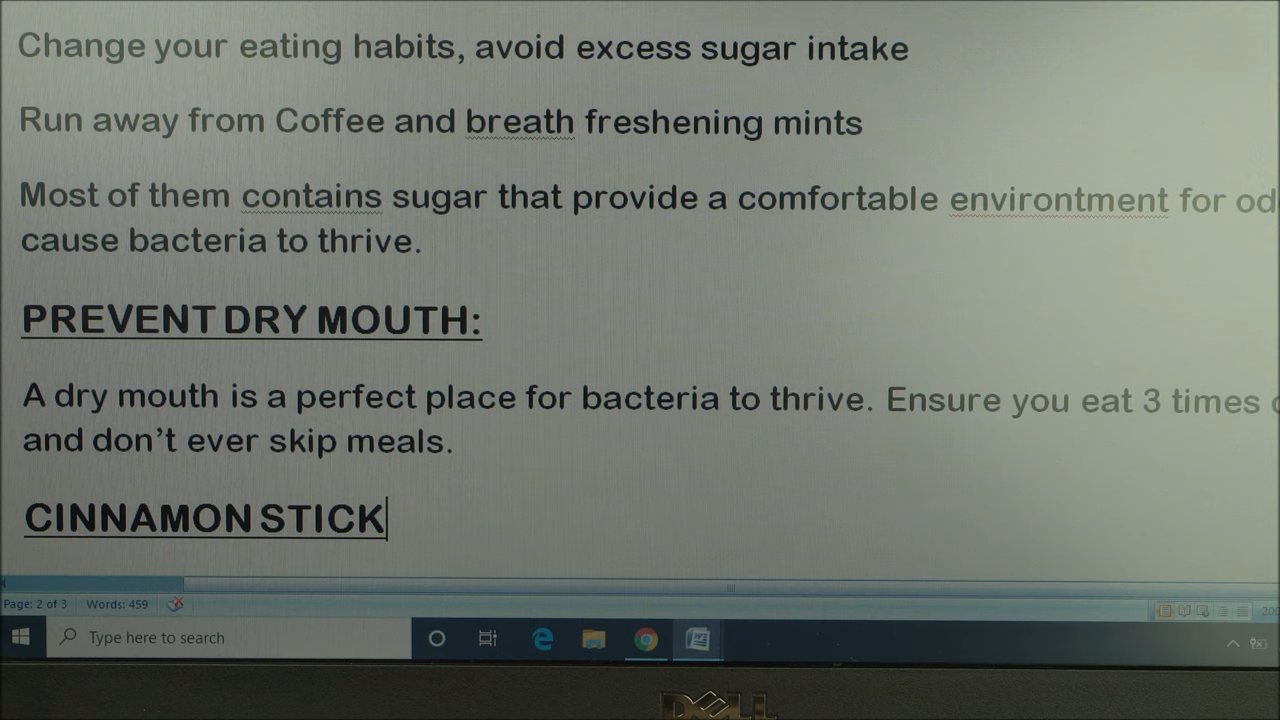 Change your eating habits, avoid excess sugar intake
Run away from Coffee and breath freshening mints
Most of them contains sugar that provide a comfortable environtment for
cause bacteria to thrive.
PREVENT DRY MOUTH:
A dry mouth is a perfect place for bacteria to thrive. Ensure you eat 3 times
and don't ever skip meals.
CINNAMON STICK
Page: 2 of 3 Words: 459
Type here to search
DELL